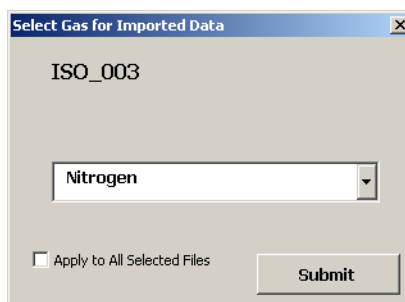 Select Gas for Imported Data
ISO_003
Nitrogen
Apply to All Selected Files
Submit